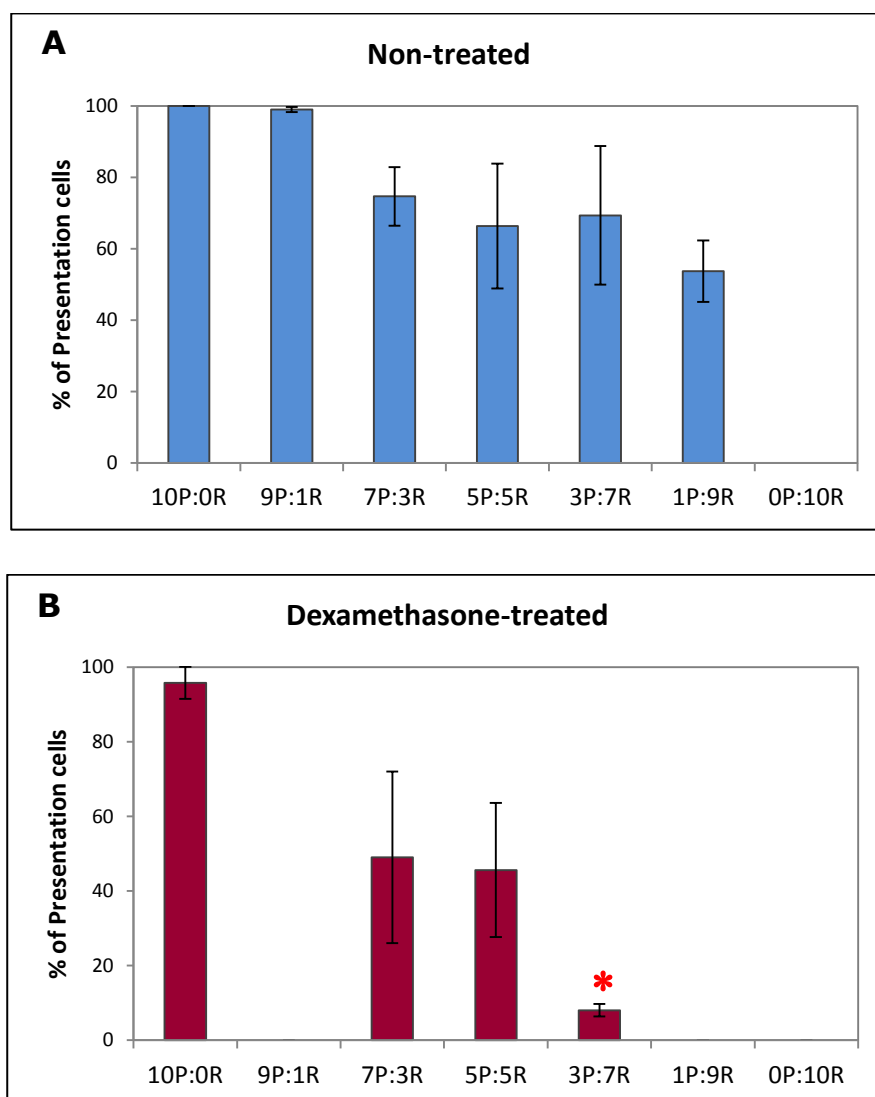 A
Non-treated
% of Presentation cells
100
80
60
40
20
0
10P:0R 9P:1R 7P:3R 5P:5R 3P:7R 1P:9R 0P:10R
B
Dexamethasone-treated
% of Presentation cells
100
80
60
40
20
0
*
10P:0R 9P:1R 7P:3R 5P:5R 3P:7R 1P:9R 0P:10R